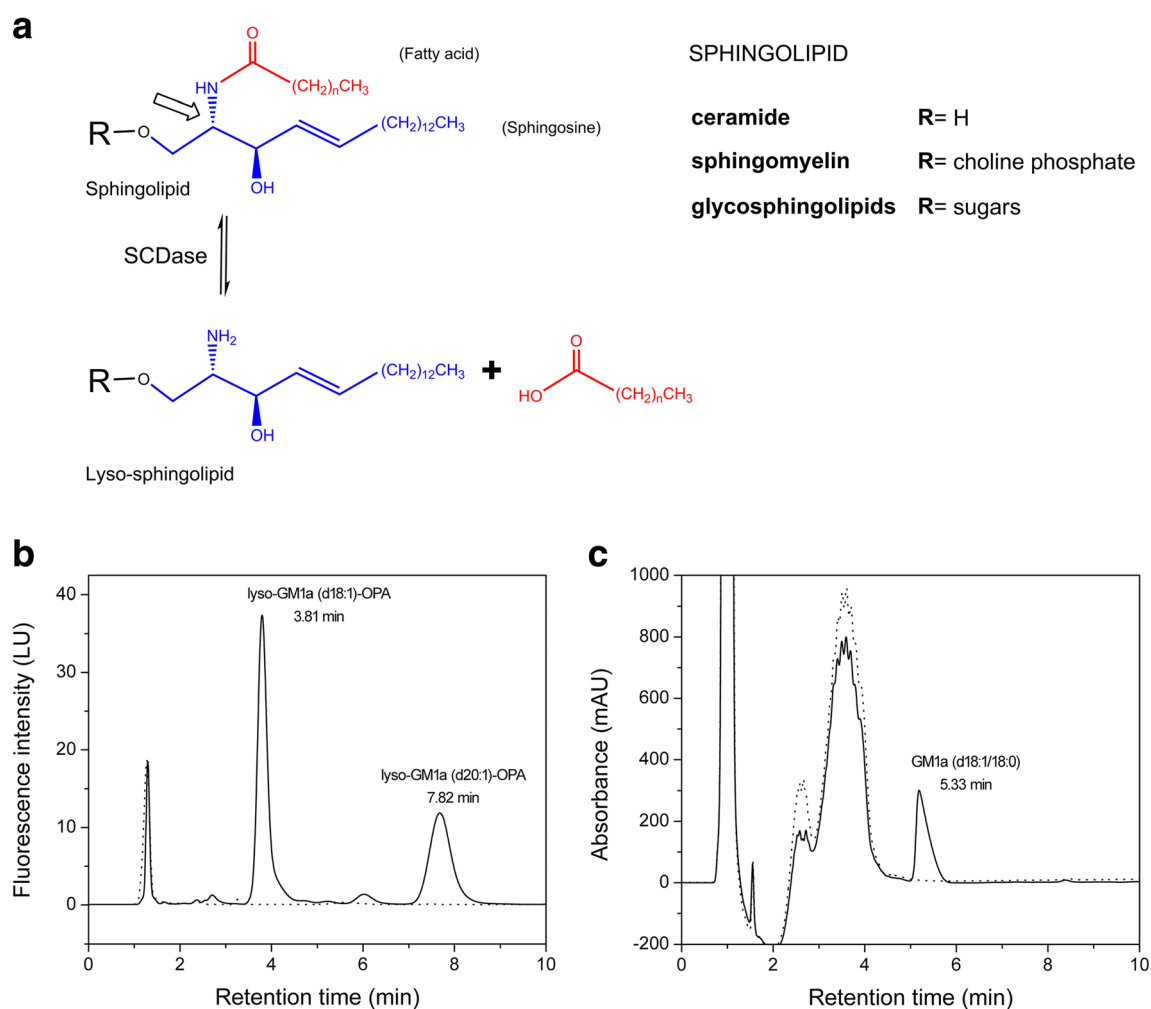 a
O
(Fatty acid)
HN
(CH2)nCH3
R
O
(CH2)12CH3
(Sphingosine)
OH
Sphingolipid
SCDase
NH2
R
O
(CH2)12CH3
+
OH
O
HO
(CH2)nCH3
Lyso-sphingolipid
SPHINGOLIPID
ceramide R= H
sphingomyelin R= choline phosphate
glycosphingolipids R= sugars
b
Fluorescence intensity (LU)
40
30
20
10
0
lyso-GM1a (d18:1)-OPA
3.81 min
lyso-GM1a (d20:1)-OPA
7.82 min
0 2 4 6 8 10
Retention time (min)
c
Absorbance (mAU)
1000
800
600
400
200
0
-200
GM1a (d18:1/18:0)
5.33 min
0 2 4 6 8 10
Retention time (min)